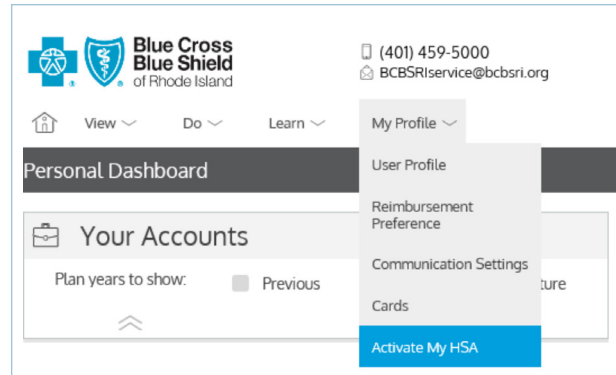 Blue Cross
Blue Shield
of Rhode Island
(401) 459-5000
BCBSRIservice@bcbsri.org
View
Do
Learn
My Profile
Personal Dashboard
User Profile
Reimbursement
Preference
Communication Settings
Cards
Activate My HSA
Your Accounts
Plan years to show:
Previous
ture